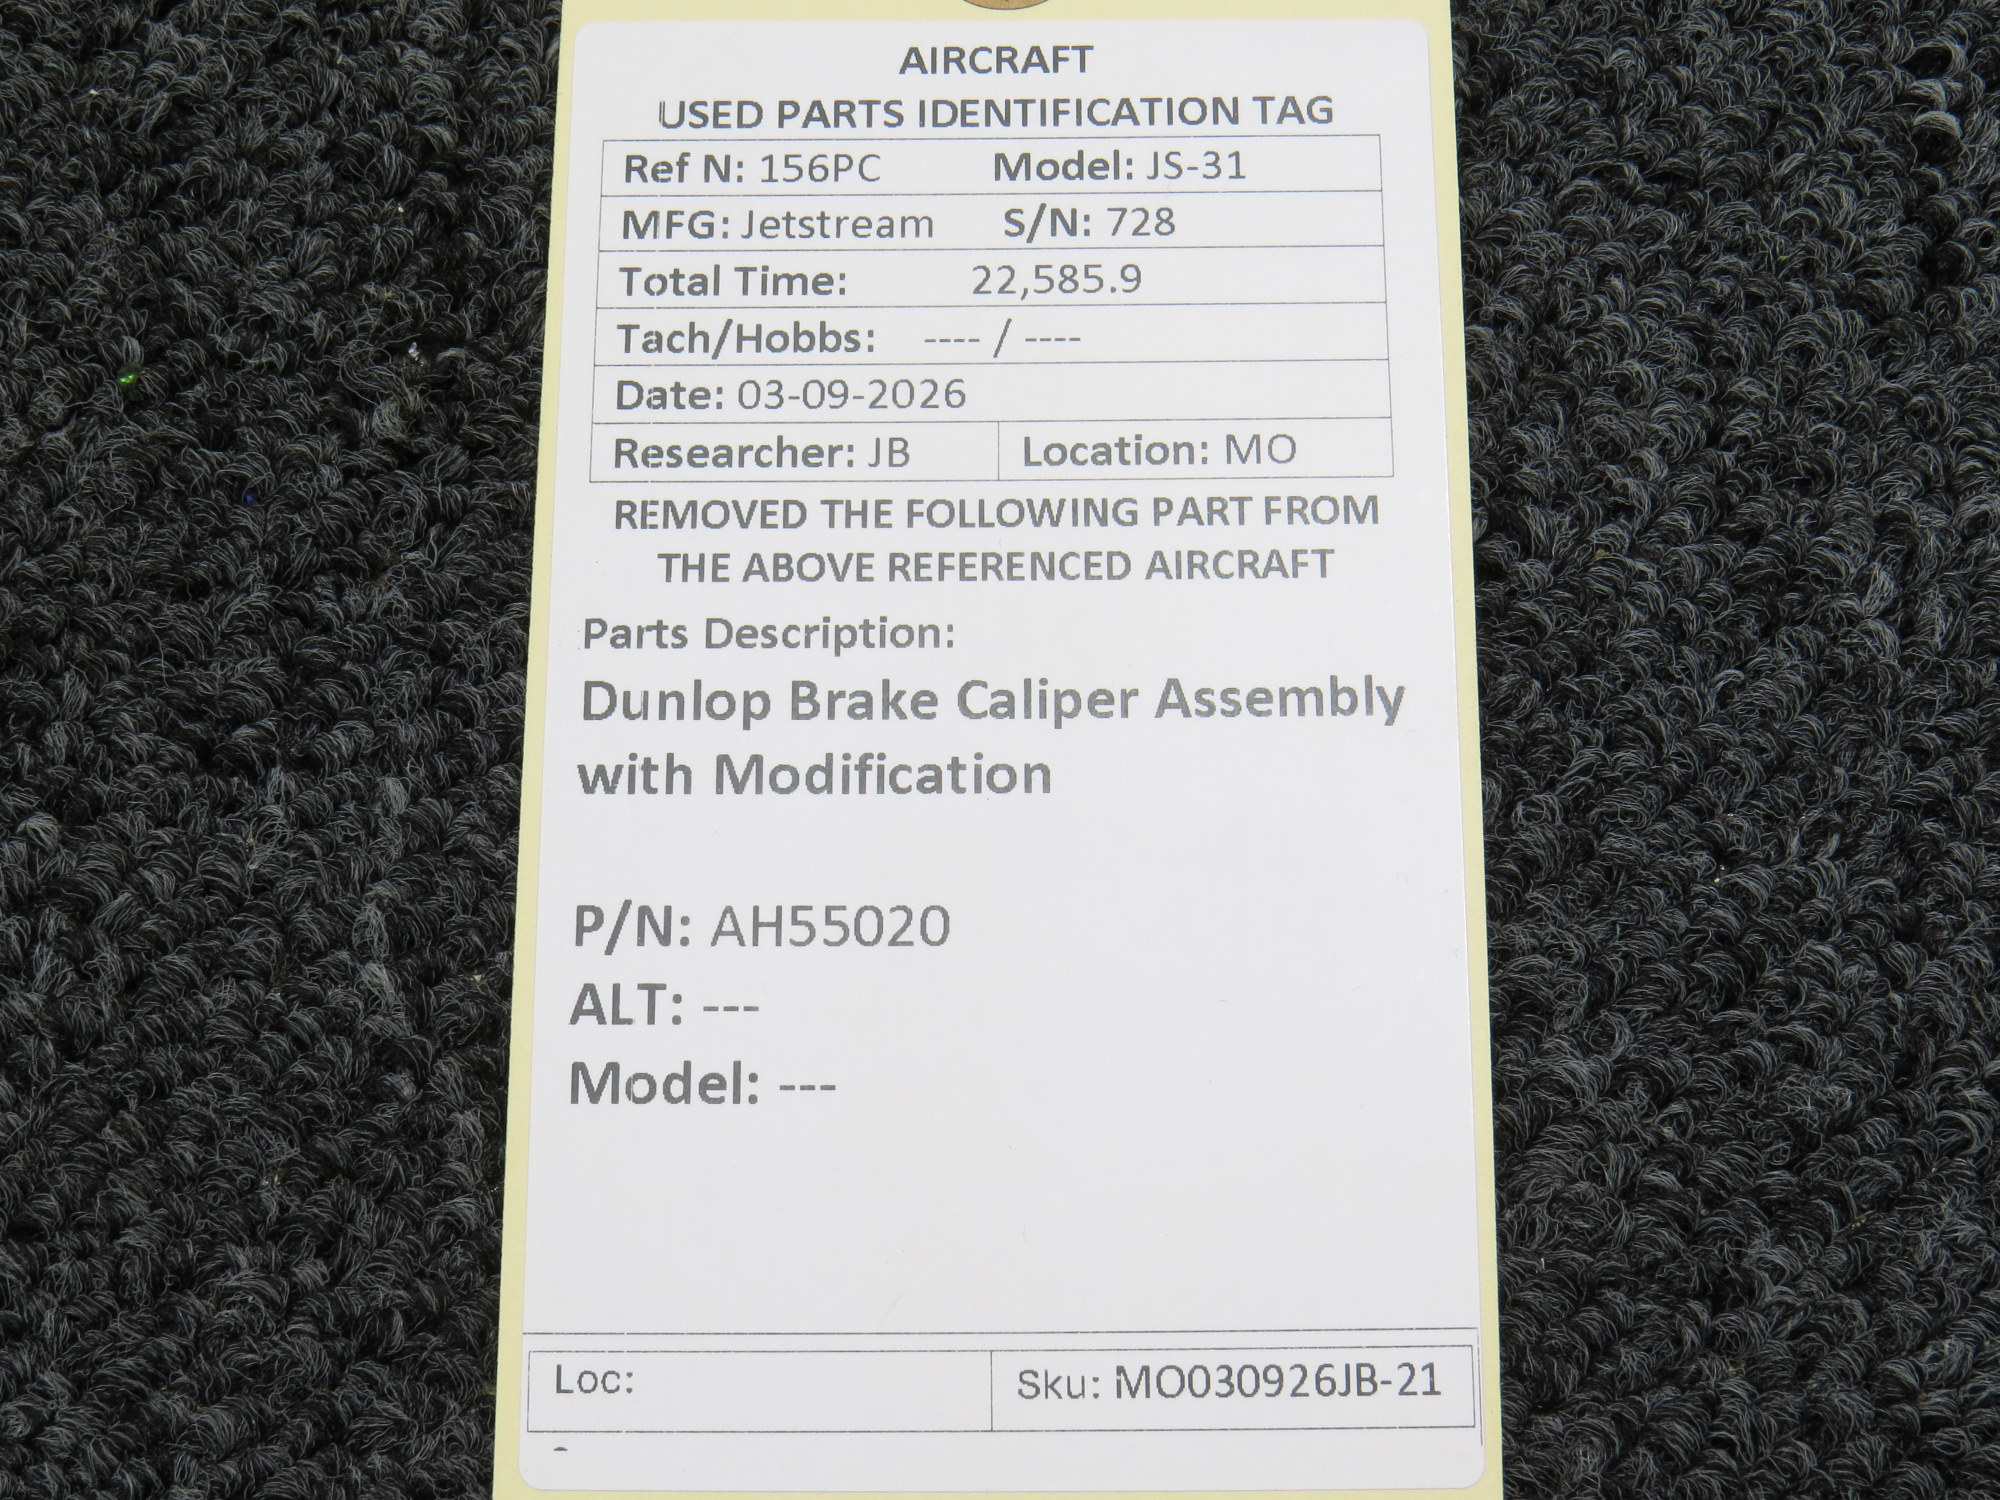 AIRCRAFT
USED PARTS IDENTIFICATION TAG
Ref N: 156PC Model: JS-31
MFG: Jetstream S/N: 728
Total Time: 22,585.9
Tach/Hobbs: ---- / ----
Date: 03-09-2026
Researcher: JB Location: MO
REMOVED THE FOLLOWING PART FROM
THE ABOVE REFERENCED AIRCRAFT
Parts Description:
Dunlop Brake Caliper Assembly
with Modification
P/N: AH55020
ALT: ---
Model: ---
Loc: Sku: MO030926JB-21